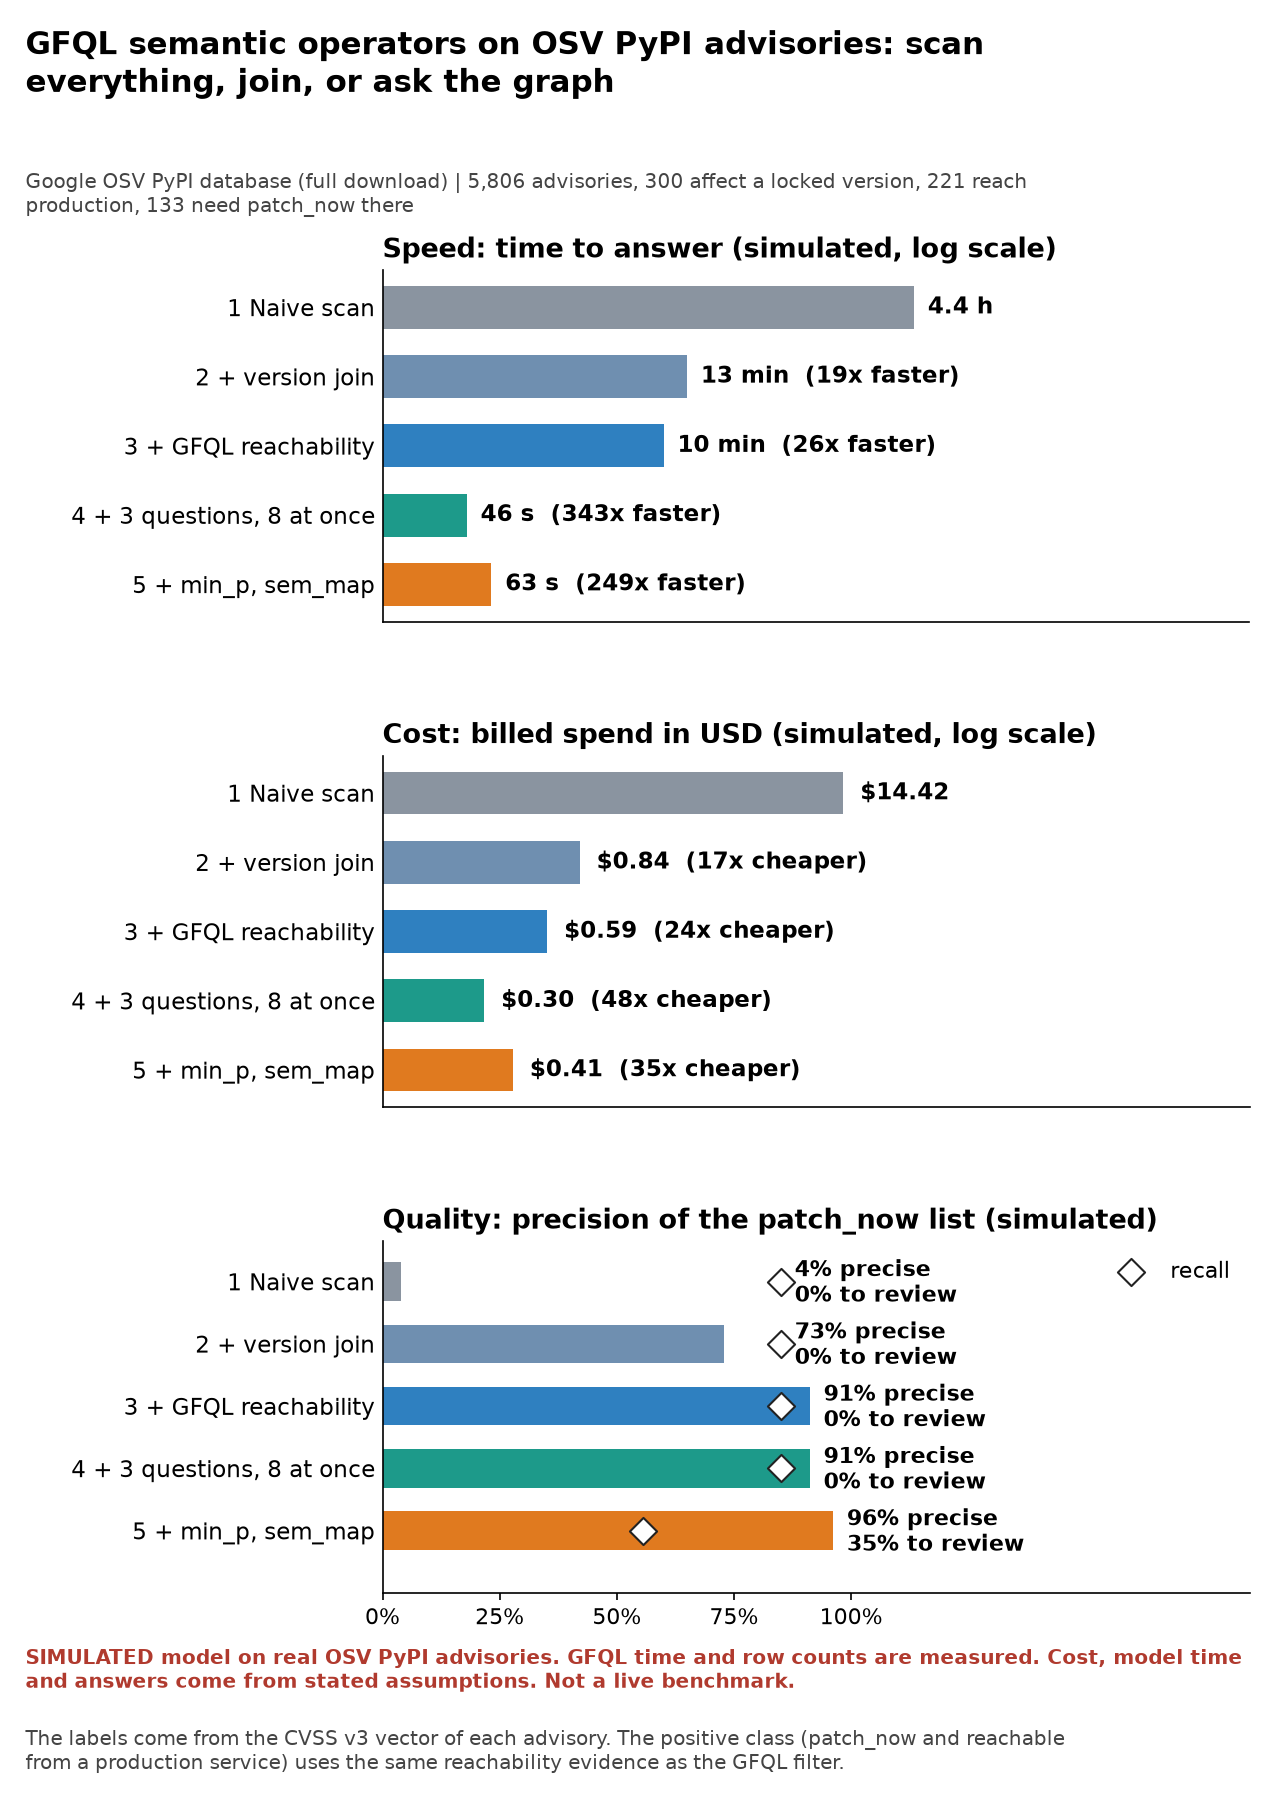 GFQL semantic operators on OSV PyPI advisories: scan
everything, join, or ask the graph
Google OSV PyPI database (full download) | 5,806 advisories, 300 affect a locked version, 221 reach
production, 133 need patch_now there
Speed: time to answer (simulated, log scale)
1 Naive scan
4.4 h
2 + version join
13 min (19x faster)
3 + GFQL reachability
10 min (26x faster)
4 + 3 questions, 8 at once
46 s (343x faster)
5 + min_p, sem_map
63 s (249x faster)
Cost: billed spend in USD (simulated, log scale)
1 Naive scan
$14.42
2 + version join
$0.84 (17x cheaper)
3 + GFQL reachability
$0.59 (24x cheaper)
4 + 3 questions, 8 at once
$0.30 (48x cheaper)
5 + min_p, sem_map
$0.41 (35x cheaper)
Quality: precision of the patch_now list (simulated)
recall
1 Naive scan
4% precise
0% to review
2 + version join
73% precise
0% to review
3 + GFQL reachability
91% precise
0% to review
4 + 3 questions, 8 at once
91% precise
0% to review
5 + min_p, sem_map
96% precise
35% to review
0% 25% 50% 75% 100%
SIMULATED model on real OSV PyPI advisories. GFQL time and row counts are measured. Cost, model time
and answers come from stated assumptions. Not a live benchmark.
The labels come from the CVSS v3 vector of each advisory. The positive class (patch_now and reachable
from a production service) uses the same reachability evidence as the GFQL filter.